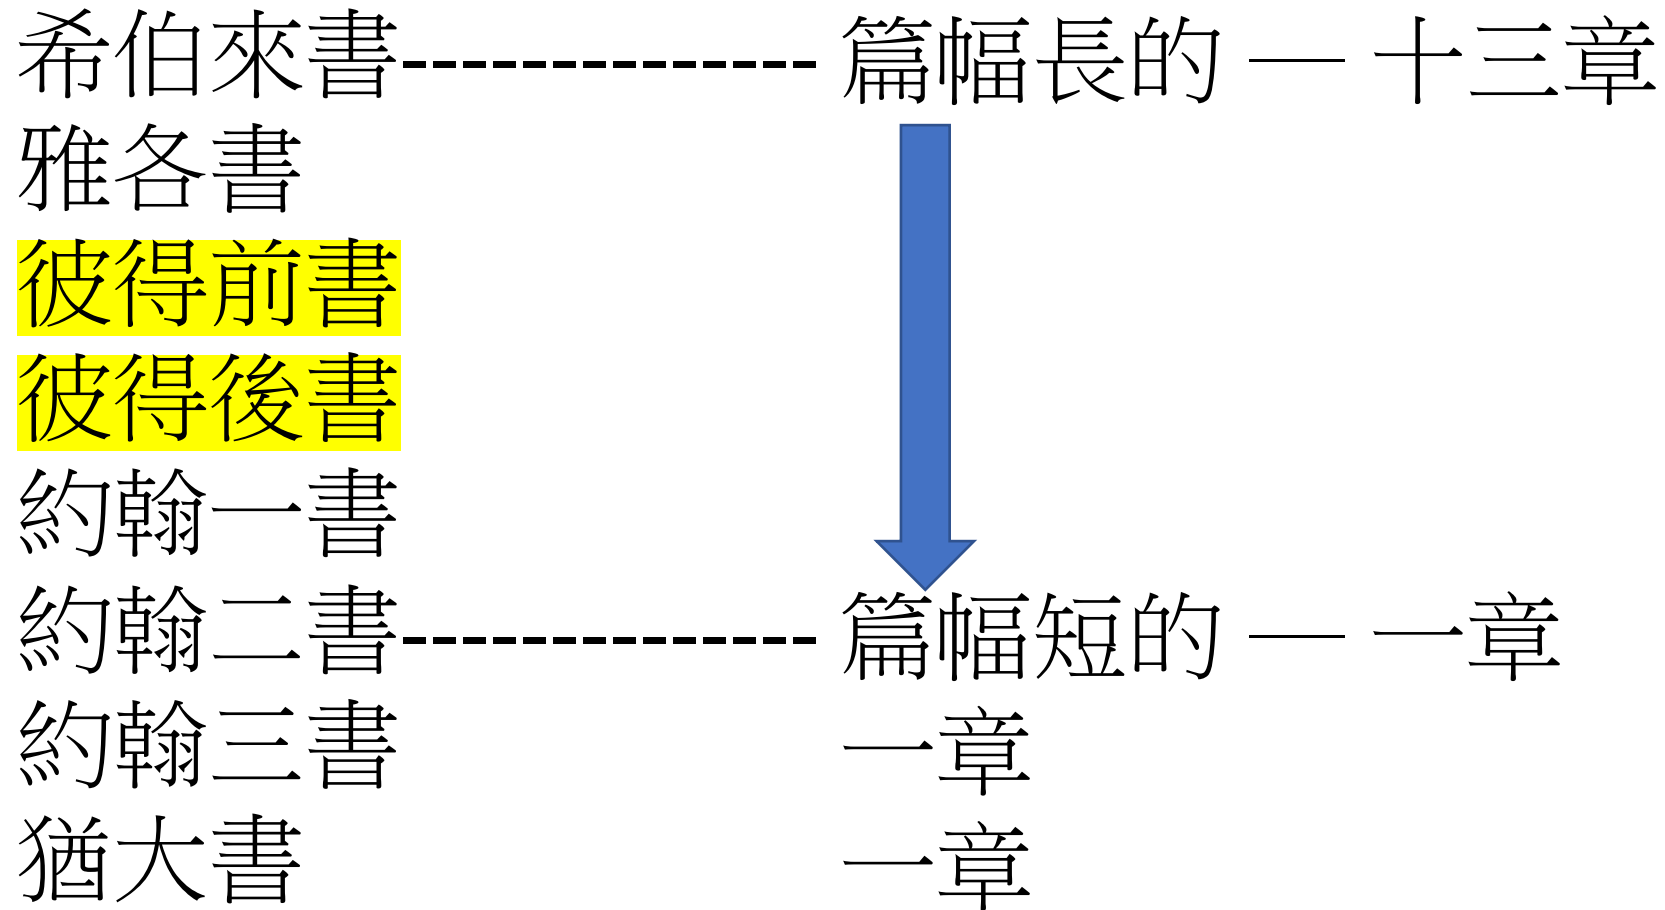 希伯來書--------------篇幅長的 — 十三章
雅各書
彼得前書
彼得後書
約翰一書
約翰二書--------------篇幅短的 — 一章
約翰三書 一章
猶大書 一章